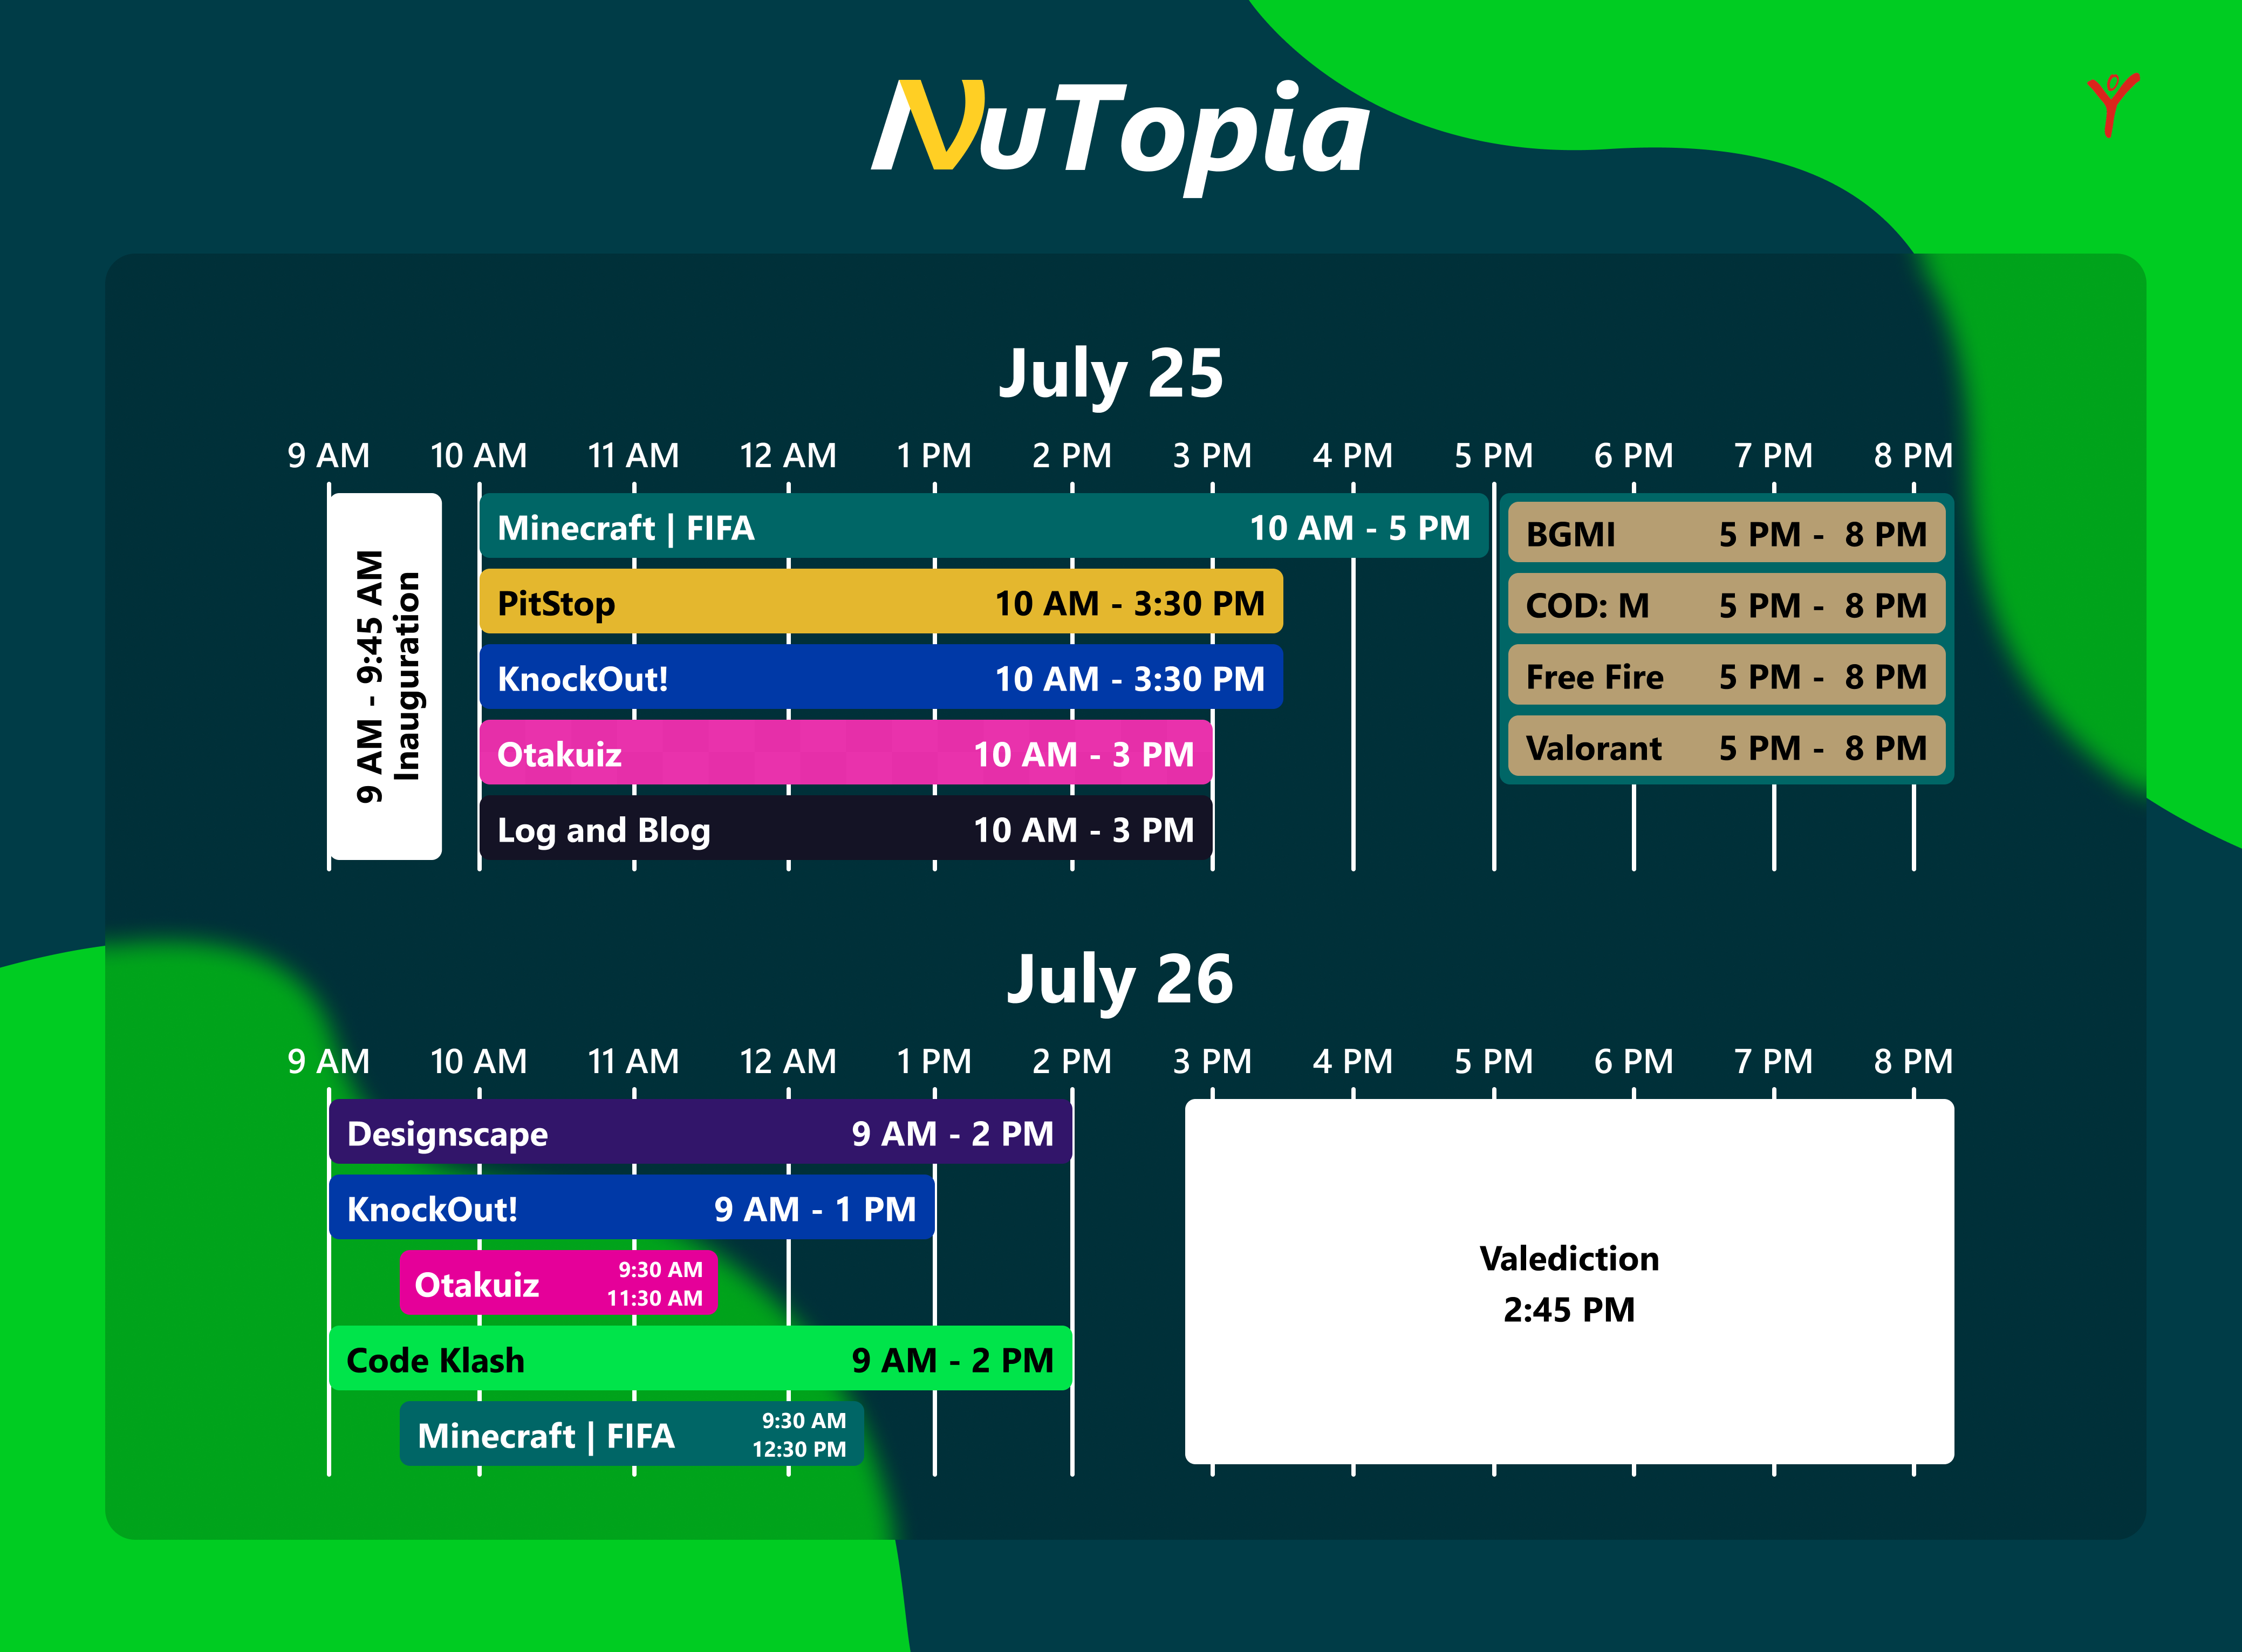 NuTopia
July 25
9 AM 10 AM 11 AM 12 AM 1 PM 2 PM 3 PM 4 PM 5 PM 6 PM 7 PM 8 PM
9 AM - 9:45 AM
Inauguration
Minecraft | FIFA 10 AM - 5 PM
PitStop 10 AM - 3:30 PM
KnockOut! 10 AM - 3:30 PM
Otakuiz 10 AM - 3 PM
Log and Blog 10 AM - 3 PM
BGMI 5 PM - 8 PM
COD: M 5 PM - 8 PM
Free Fire 5 PM - 8 PM
Valorant 5 PM - 8 PM
July 26
9 AM 10 AM 11 AM 12 AM 1 PM 2 PM 3 PM 4 PM 5 PM 6 PM 7 PM 8 PM
Designscape 9 AM - 2 PM
KnockOut! 9 AM - 1 PM
Otakuiz 9:30 AM
11:30 AM
Code Klash 9 AM - 2 PM
Minecraft | FIFA 9:30 AM
12:30 PM
Valediction
2:45 PM